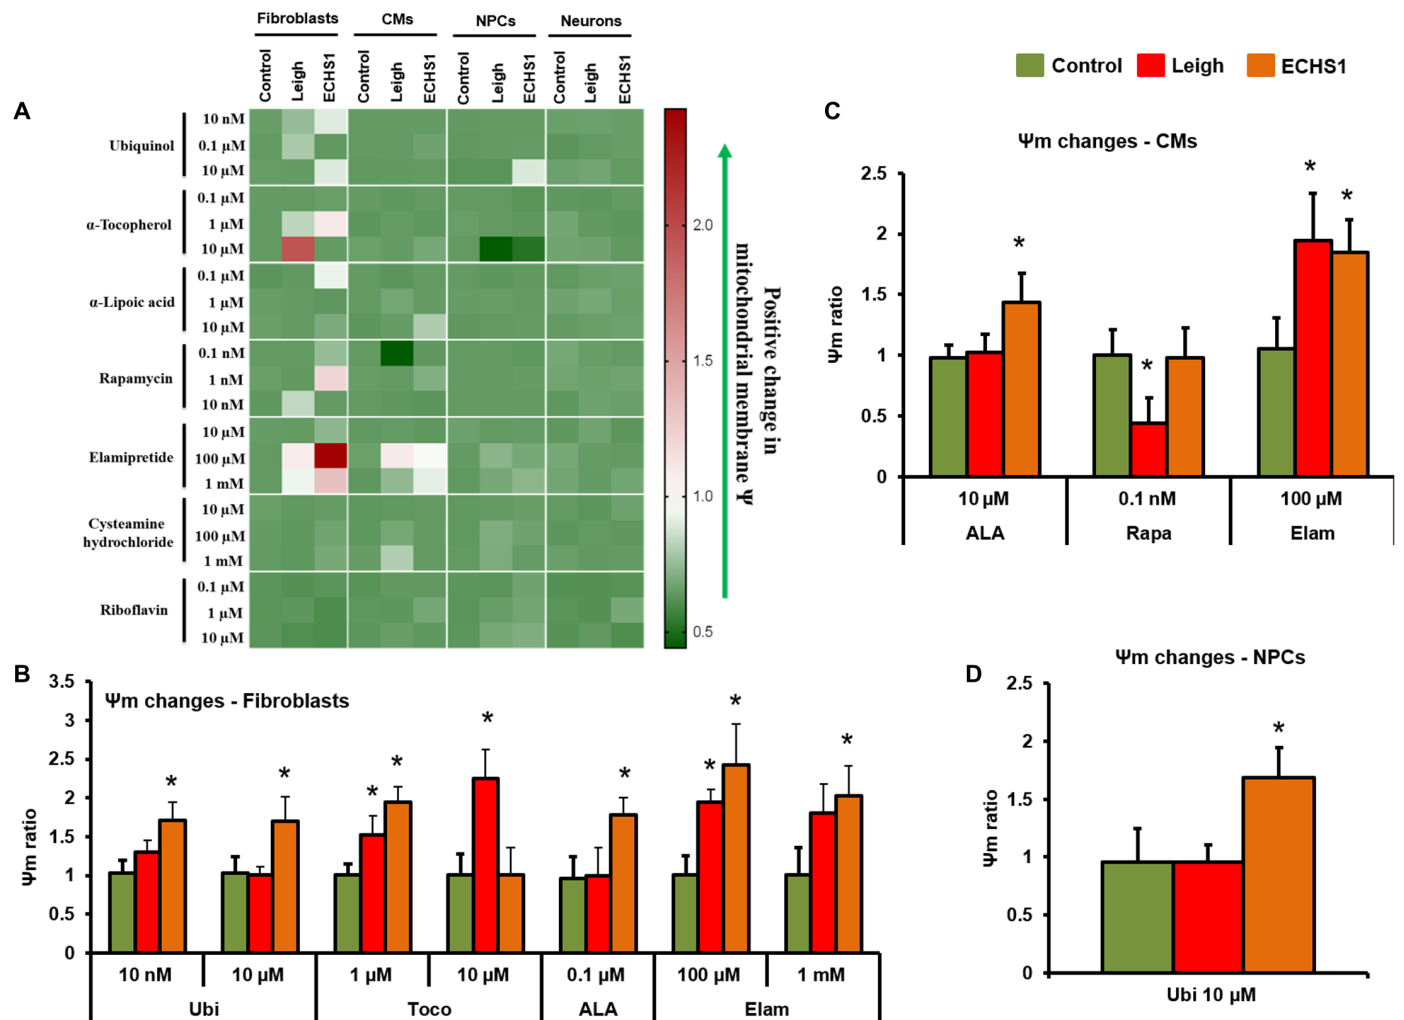 Fibroblasts CMs NPCs Neurons
Control Leigh ECHS1 Control Leigh ECHS1 Control Leigh ECHS1 Control Leigh ECHS1
A
Ubiquinol
10 nM
0.1 µM
10 µM
α-Tocopherol
0.1 µM
1 µM
10 µM
α-Lipoic acid
0.1 µM
1 µM
10 µM
Rapamycin
0.1 nM
1 nM
10 nM
Elamipretide
10 µM
100 µM
1 mM
Cysteamine
hydrochloride
10 µM
100 µM
1 mM
Riboflavin
0.1 µM
1 µM
10 µM
2.0
1.5
1.0
0.5
Positive change in
mitochondrial membrane Ψ
Control Leigh ECHS1
C
Ψm changes - CMs
Ψm ratio
2.5
2
1.5
1
0.5
0
* * * *
10 µM 0.1 nM 100 µM
ALA Rapa Elam
B
Ψm changes - Fibroblasts
Ψm ratio
3.5
3
2.5
2
1.5
1
0.5
0
* * * * * * * * *
10 nM 10 µM 1 µM 10 µM 0.1 µM 100 µM 1 mM
Ubi Toco ALA Elam
D
Ψm changes - NPCs
Ψm ratio
2.5
2
1.5
1
0.5
0
*
Ubi 10 µM